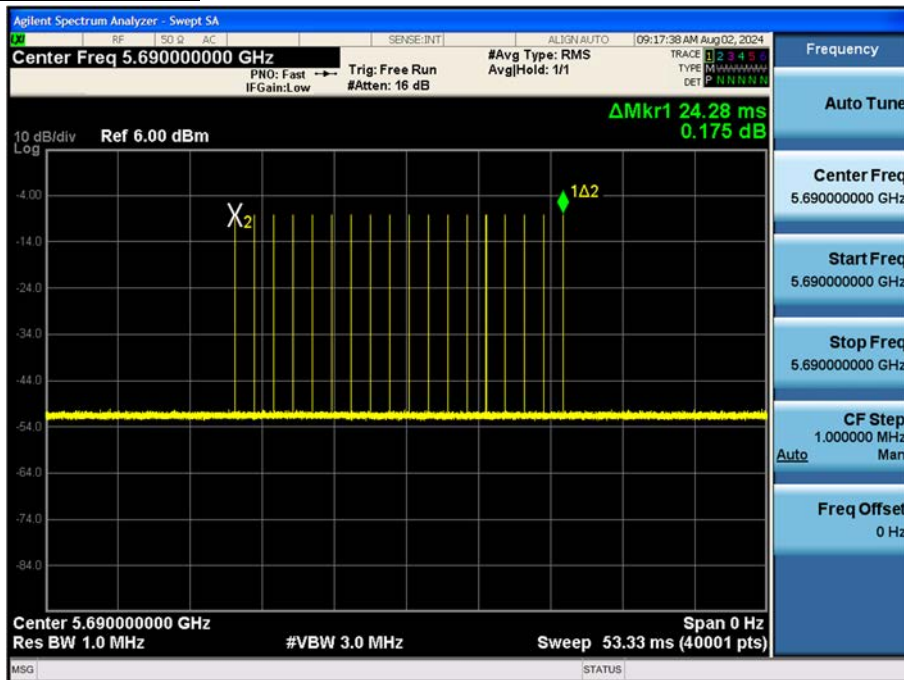 Agilent Spectrum Analyzer - Swept SA
LXI RF 50 Ω AC SENSE:INT ALIGN AUTO 09:17:38 AM Aug 02, 2024
Center Freq 5.690000000 GHz
PNO: Fast
IFGain:Low
Trig: Free Run
#Atten: 16 dB
#Avg Type: RMS
Avg|Hold: 1/1
TRACE 1 2 3 4 5 6
TYPE M
DET P N N N N N
ΔMkr1 24.28 ms
0.175 dB
10 dB/div Ref 6.00 dBm
Log
-4.00
-14.0
-24.0
-34.0
-44.0
-54.0
-64.0
-74.0
-84.0
X2
1Δ2
Center 5.690000000 GHz Span 0 Hz
Res BW 1.0 MHz #VBW 3.0 MHz Sweep 53.33 ms (40001 pts)
MSG STATUS
Frequency
Auto Tune
Center Freq
5.690000000 GHz
Start Freq
5.690000000 GHz
Stop Freq
5.690000000 GHz
CF Step
1.000000 MHz
Auto Man
Freq Offset
0 Hz